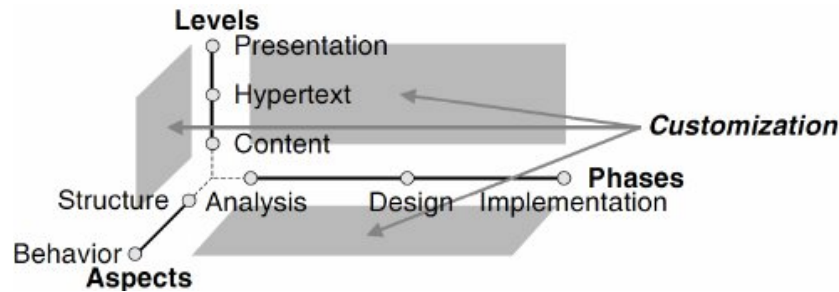 Levels
Presentation
Hypertext
Content
Customization
Phases
Structure
Analysis
Design
Implementation
Behavior
Aspects